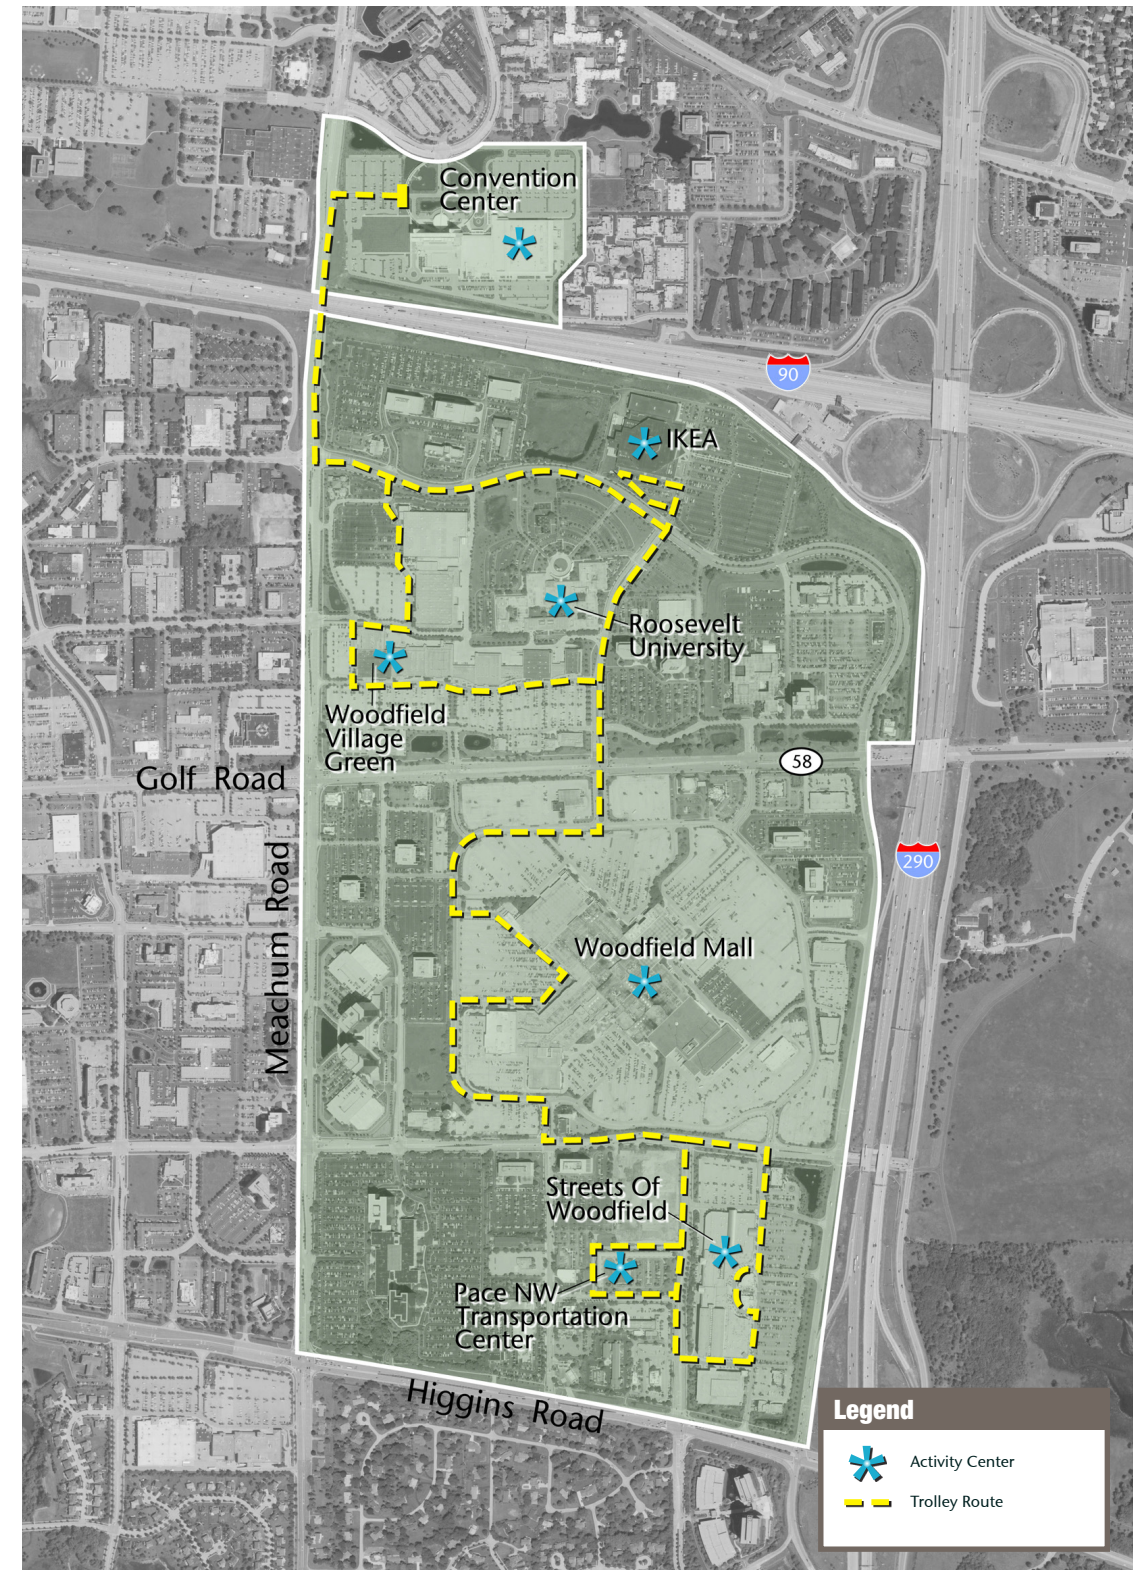 Convention
Center
90
IKEA
Roosevelt
University
Woodfield
Village
Green
58
Golf Road
Meachum Road
290
Woodfield Mall
Streets Of
Woodfield
Pace NW
Transportation
Center
Higgins Road
Legend
Activity Center
Trolley Route